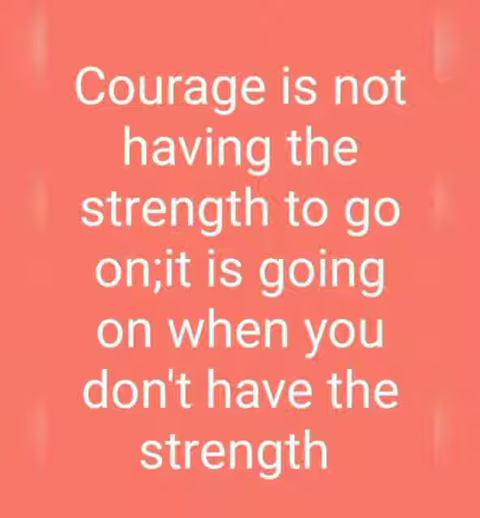 Courage is not
having the
strength to go
on;it is going
on when you
don't have the
strength